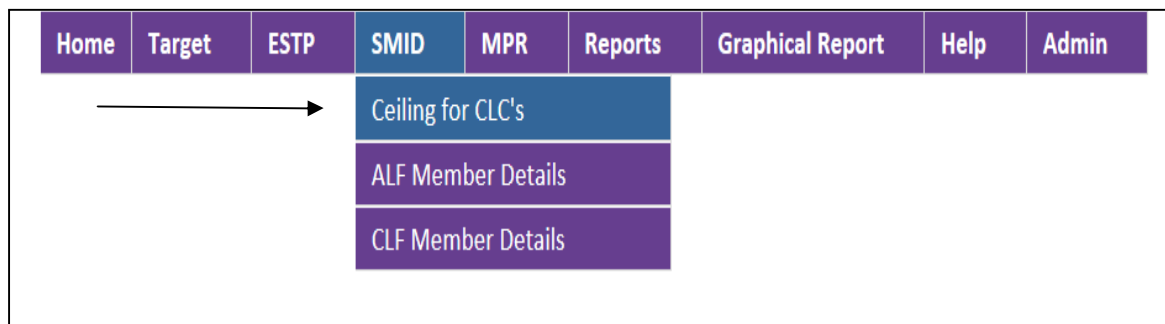 Home Target ESTP SMID MPR Reports Graphical Report Help Admin
Ceiling for CLC's
ALF Member Details
CLF Member Details